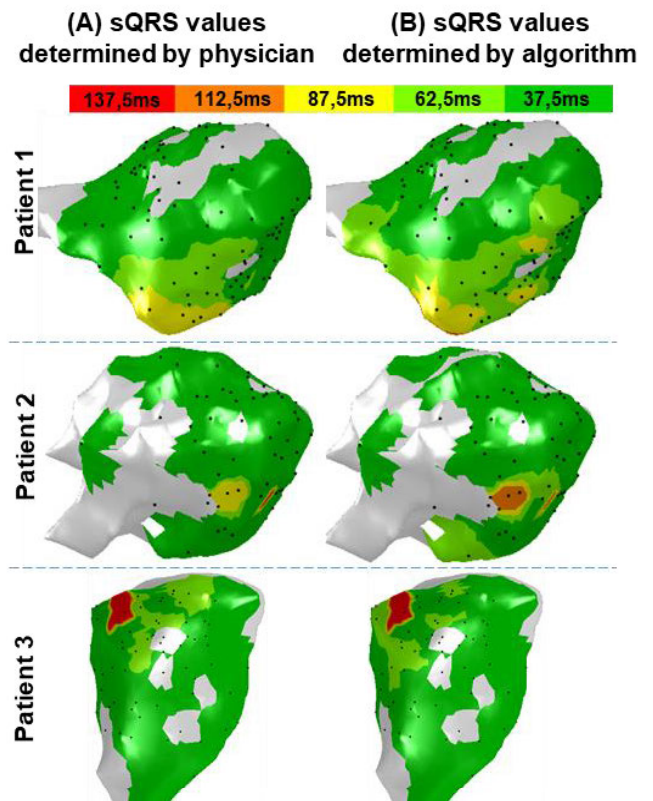 (A) sQRS values
determined by physician
(B) sQRS values
determined by algorithm
137,5ms 112,5ms 87,5ms 62,5ms 37,5ms
Patient 1
Patient 2
Patient 3